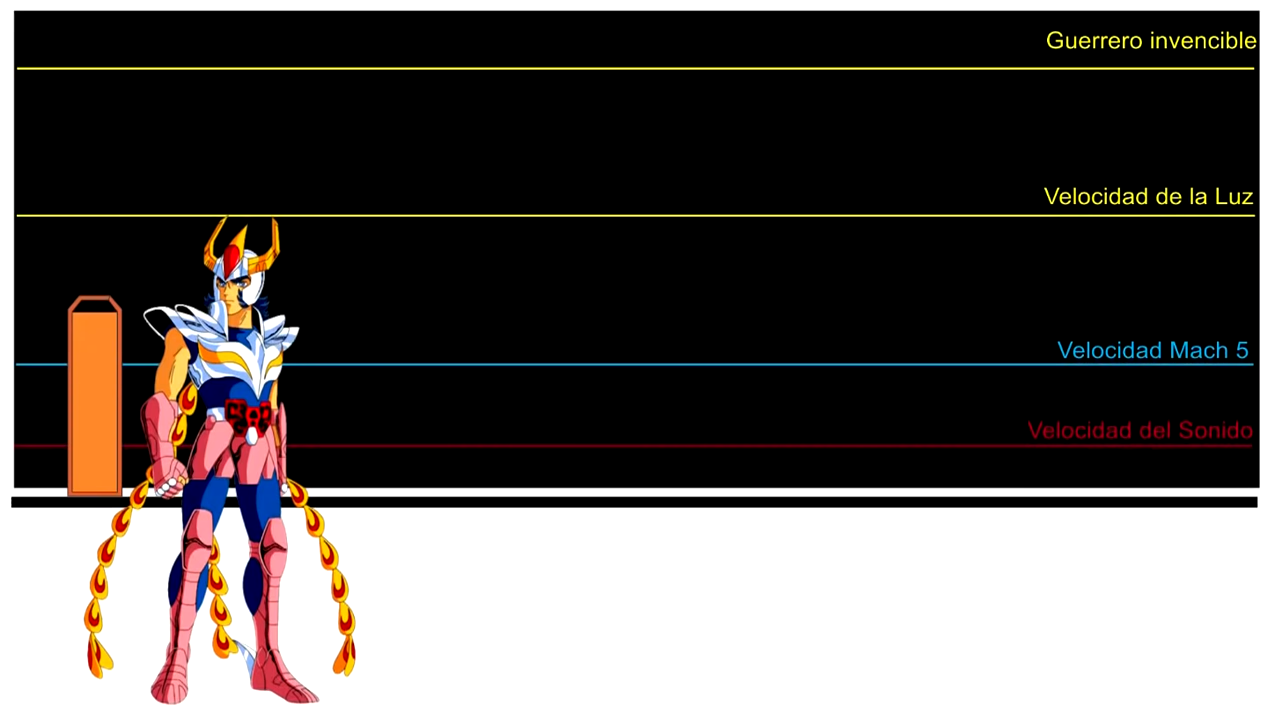 Guerrero invencible
Velocidad de la Luz
Velocidad Mach 5
Velocidad del Sonido